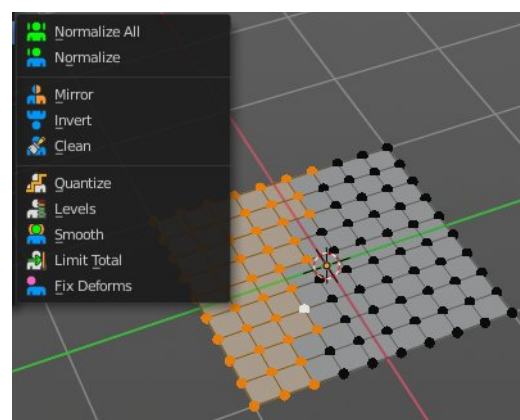 Normalize All
Normalize
Mirror
Invert
Clean
Quantize
Levels
Smooth
Limit Total
Fix Deforms